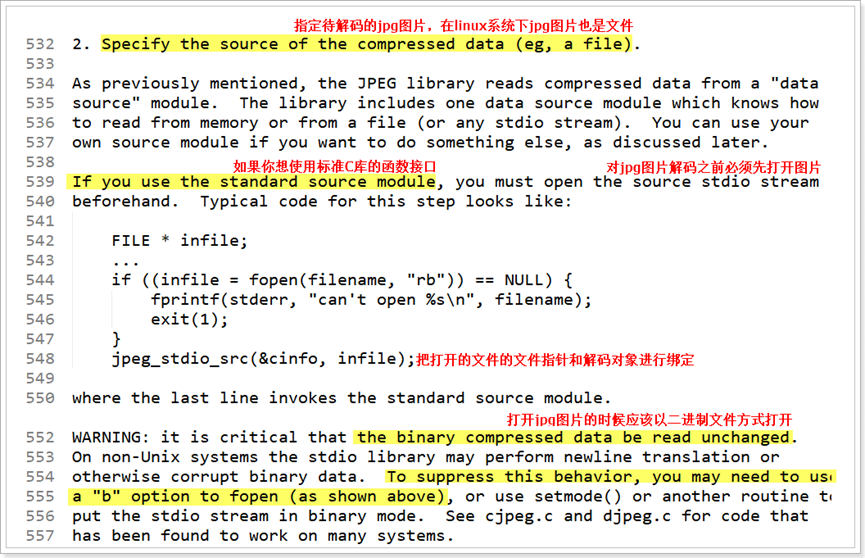 指定待解码的jpg图片，在linux系统下jpg图片也是文件
532 2. Specify the source of the compressed data (eg, a file).
533
534 As previously mentioned, the JPEG library reads compressed data from a "data
535 source" module.  The library includes one data source module which knows how
536 to read from memory or from a file (or any stdio stream).  You can use your
537 own source module if you want to do something else, as discussed later.
538
如果你想使用标准C库的函数接口 对jpg图片解码之前必须先打开图片
539 If you use the standard source module, you must open the source stdio stream
540 beforehand.  Typical code for this step looks like:
541
542     FILE * infile;
543     ...
544     if ((infile = fopen(filename, "rb")) == NULL) {
545         fprintf(stderr, "can't open %s\n", filename);
546         exit(1);
547     }
548     jpeg_stdio_src(&cinfo, infile);把打开的文件的文件指针和解码对象进行绑定
549
550 where the last line invokes the standard source module.
打开jpg图片的时候应该以二进制文件方式打开
552 WARNING: it is critical that the binary compressed data be read unchanged.
553 On non-Unix systems the stdio library may perform newline translation or
554 otherwise corrupt binary data.  To suppress this behavior, you may need to use
555 a "b" option to fopen (as shown above), or use setmode() or another routine to
556 put the stdio stream in binary mode.  See cjpeg.c and djpeg.c for code that
557 has been found to work on many systems.